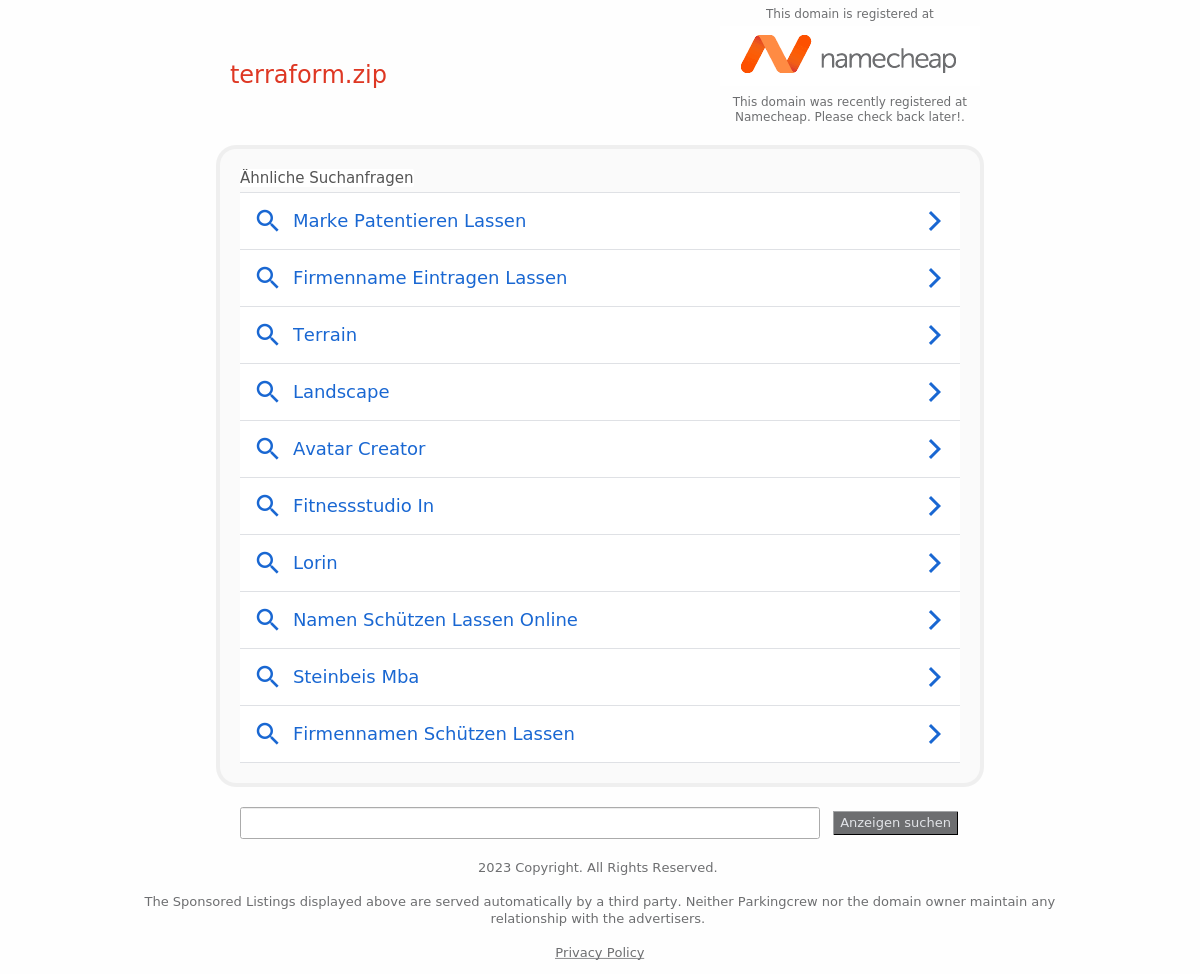 This domain is registered at
namecheap
terraform.zip
This domain was recently registered at
Namecheap. Please check back later!.
Ähnliche Suchanfragen
Marke Patentieren Lassen
Firmenname Eintragen Lassen
Terrain
Landscape
Avatar Creator
Fitnessstudio In
Lorin
Namen Schützen Lassen Online
Steinbeis Mba
Firmennamen Schützen Lassen
Anzeigen suchen
2023 Copyright. All Rights Reserved.
The Sponsored Listings displayed above are served automatically by a third party. Neither Parkingcrew nor the domain owner maintain any
relationship with the advertisers.
Privacy Policy